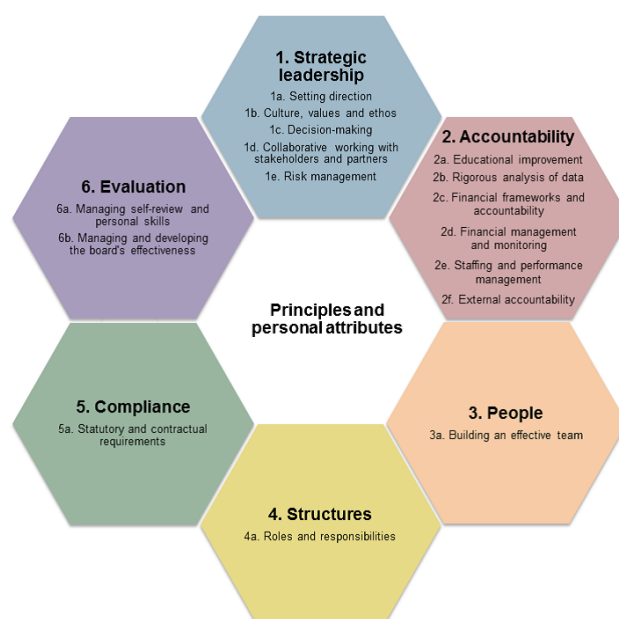 1. Strategic
leadership
1a. Setting direction
1b. Culture, values and ethos
1c. Decision-making
1d. Collaborative working with
stakeholders and partners
1e. Risk management
2. Accountability
2a. Educational improvement
2b. Rigorous analysis of data
2c. Financial frameworks and
accountability
2d. Financial management
and monitoring
2e. Staffing and performance
management
2f. External accountability
3. People
3a. Building an effective team
4. Structures
4a. Roles and responsibilities
5. Compliance
5a. Statutory and contractual
requirements
6. Evaluation
6a. Managing self-review and
personal skills
6b. Managing and developing
the board's effectiveness
Principles and
personal attributes